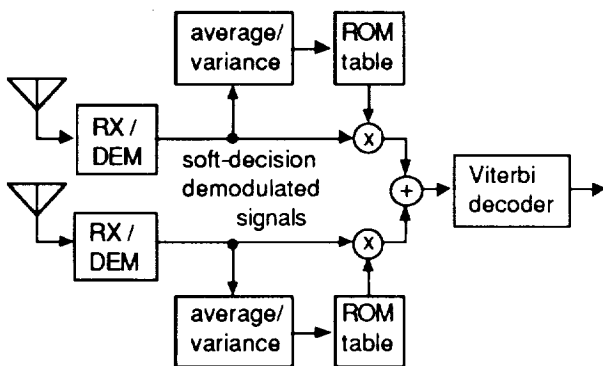 average/
variance
ROM
table
RX /
DEM
x
soft-decision
demodulated
signals
+
Viterbi
decoder
RX /
DEM
x
average/
variance
ROM
table